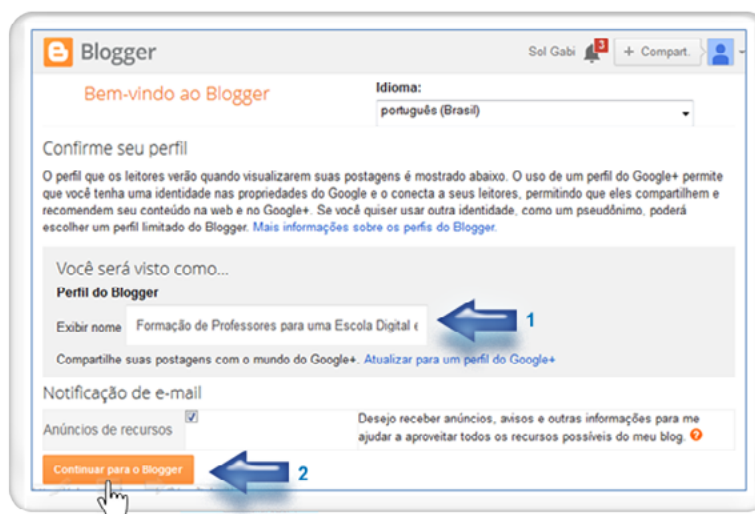 Blogger
Sol Gabi 3 + Compart.
Bem-vindo ao Blogger
Idioma:
português (Brasil)
Confirme seu perfil
O perfil que os leitores verão quando visualizarem suas postagens é mostrado abaixo. O uso de um perfil do Google+ permite
que você tenha uma identidade nas propriedades do Google e o conecta a seus leitores, permitindo que eles compartilhem e
recomendem seu conteúdo na web e no Google+. Se você quiser usar outra identidade, como um pseudônimo, poderá
escolher um perfil limitado do Blogger. Mais informações sobre os perfis do Blogger.
Você será visto como...
Perfil do Blogger
Exibir nome Formação de Professores para uma Escola Digital e
1
Compartilhe suas postagens com o mundo do Google+. Atualizar para um perfil do Google+
Notificação de e-mail
Anúncios de recursos
Desejo receber anúncios, avisos e outras informações para me
ajudar a aproveitar todos os recursos possíveis do meu blog. ?
Continuar para o Blogger
2